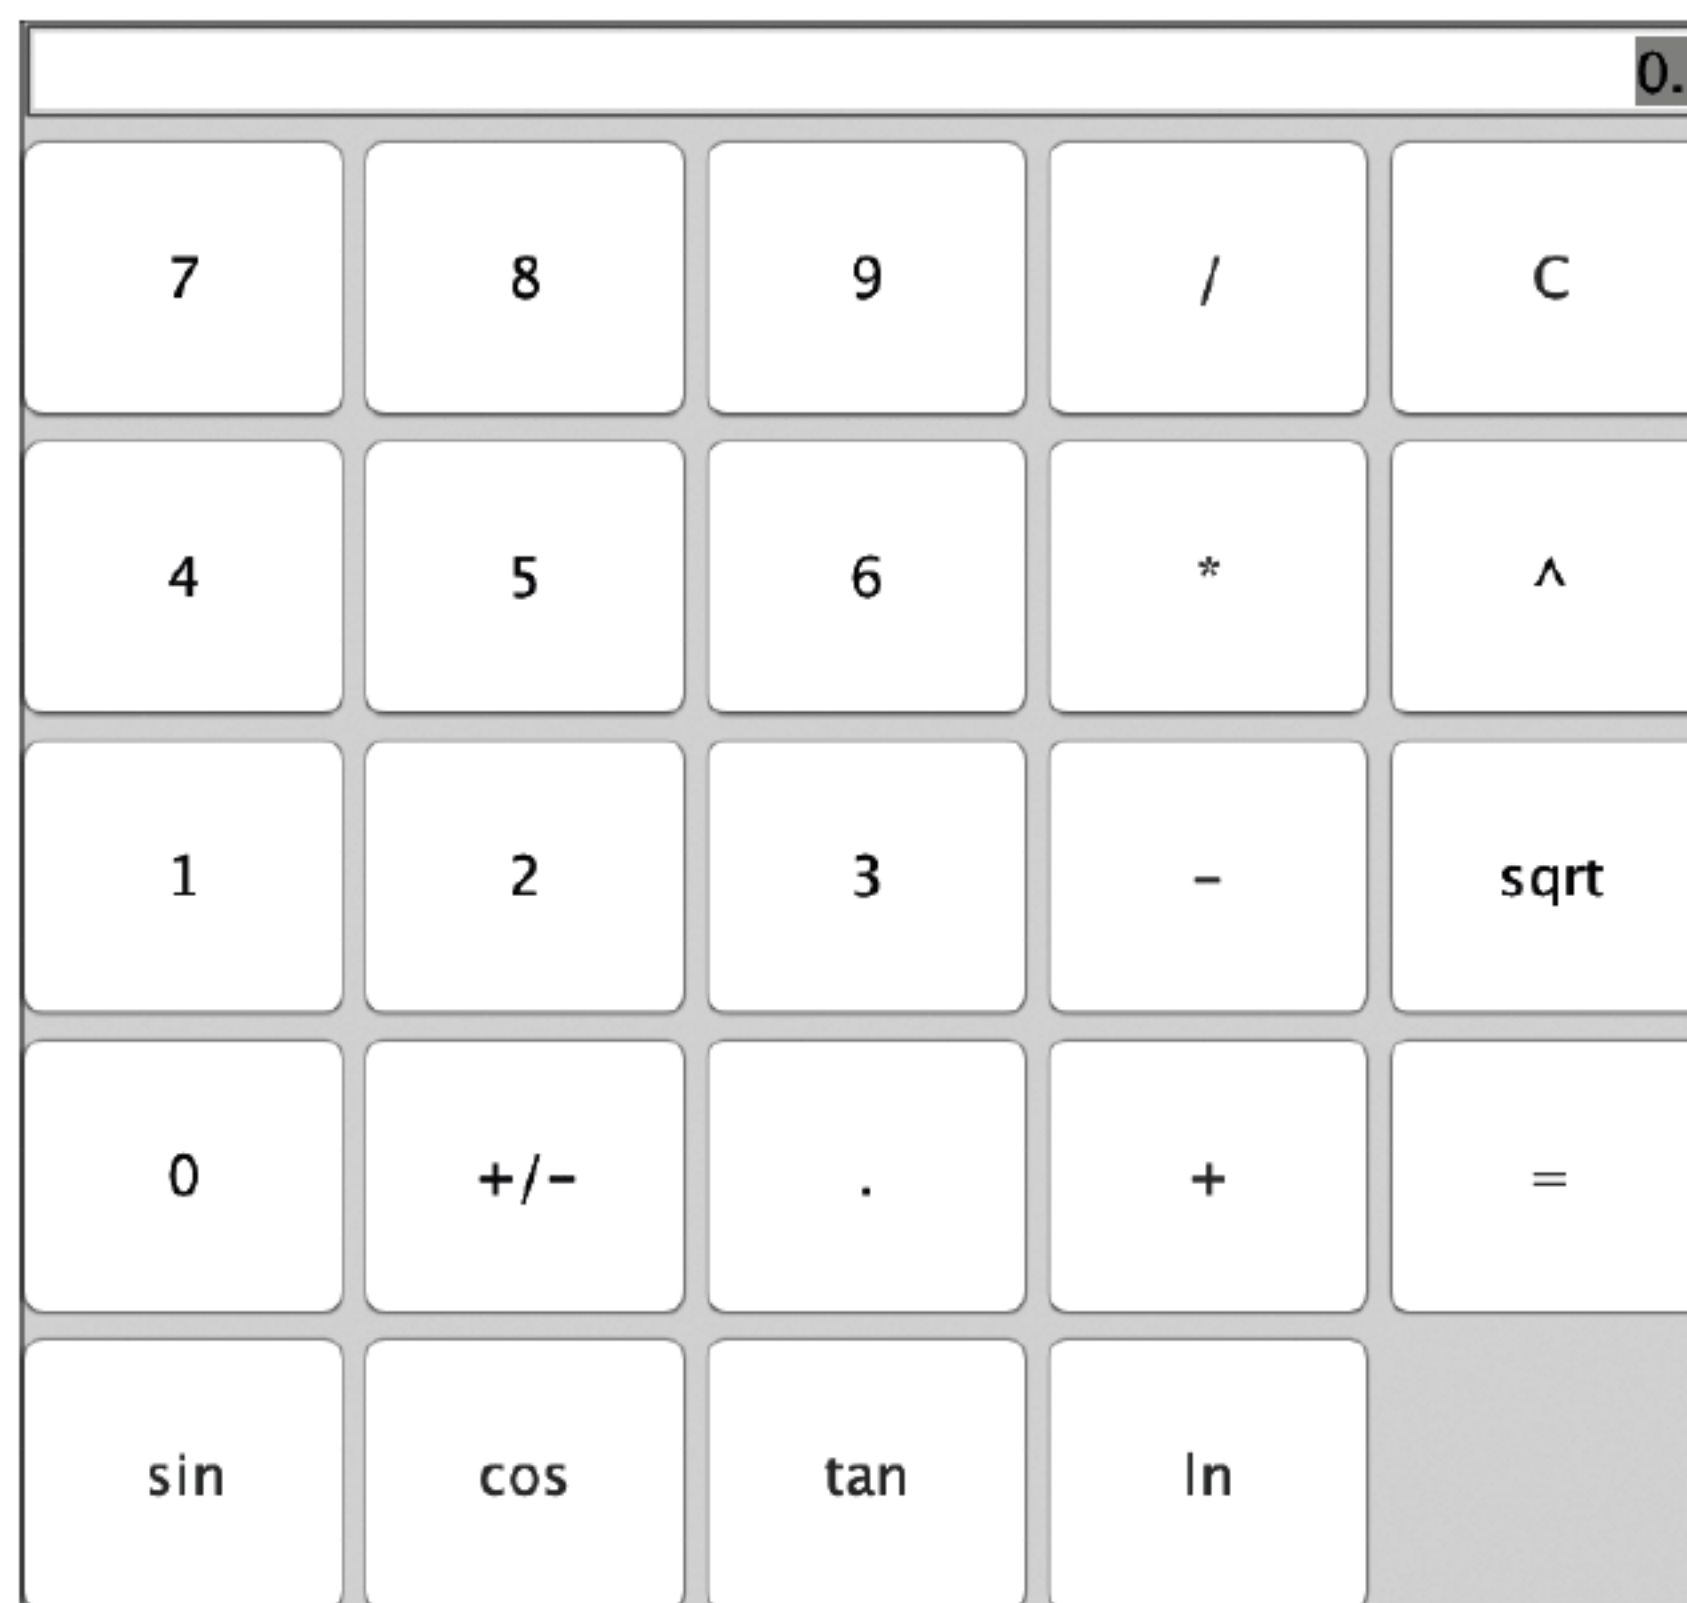 0.
7 8 9 / C
4 5 6 * ^
1 2 3 - sqrt
0 +/- . + =
sin cos tan ln